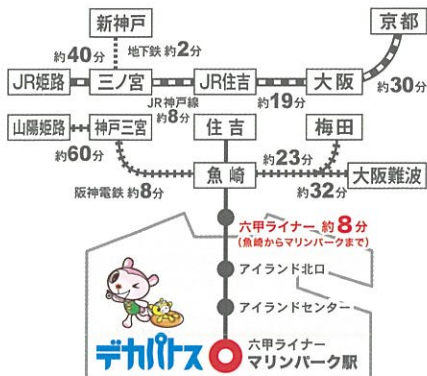 新神戸
京都
地下鉄 約2分
約40分
JR姫路
三ノ宮
JR住吉
大阪
約30分
JR神戸線
約8分
約19分
山陽姫路
神戸三宮
住吉
梅田
約60分
約23分
阪神電鉄 約8分
魚崎
大阪難波
約32分
六甲ライナー 約8分
(魚崎からマリンパークまで)
アイランド北口
アイランドセンター
デカパトス
六甲ライナー
マリンパーク駅